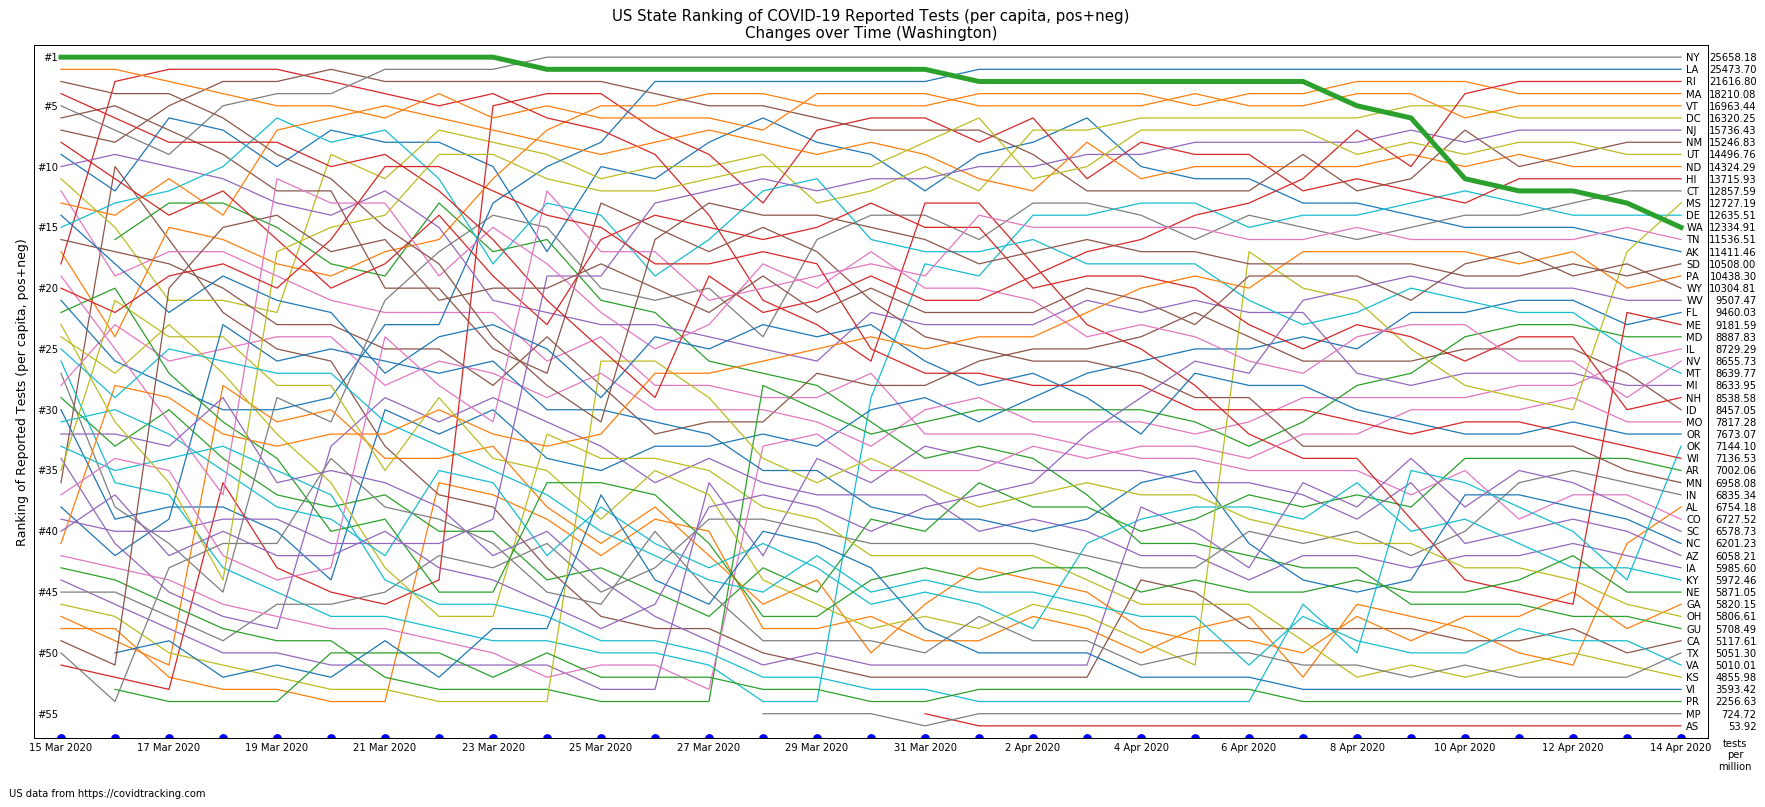 US State Ranking of COVID-19 Reported Tests (per capita, pos+neg)
Changes over Time (Washington)
Ranking of Reported Tests (per capita, pos+neg)
#1
#5
#10
#15
#20
#25
#30
#35
#40
#45
#50
#55
NY 25658.18
LA 25473.70
RI 21616.80
MA 18210.08
VT 16963.44
DC 16320.25
NJ 15736.43
NM 15246.83
UT 14496.76
ND 14324.29
HI 13715.93
CT 12857.59
MS 12727.19
DE 12635.51
WA 12334.91
TN 11536.51
AK 11411.46
SD 10508.00
PA 10438.30
WY 10304.81
WV 9507.47
FL 9460.03
ME 9181.59
MD 8887.83
IL 8729.29
NV 8655.73
MT 8639.77
MI 8633.95
NH 8538.58
ID 8457.05
MO 7817.28
OR 7673.07
OK 7144.10
WI 7136.53
AR 7002.06
MN 6958.08
IN 6835.34
AL 6754.18
CO 6727.52
SC 6578.73
NC 6201.23
AZ 6058.21
IA 5985.60
KY 5972.46
NE 5871.05
GA 5820.15
OH 5806.61
GU 5708.49
CA 5117.61
TX 5051.30
VA 5010.01
KS 4855.98
VI 3593.42
PR 2256.63
MP 724.72
AS 53.92
15 Mar 2020 17 Mar 2020 19 Mar 2020 21 Mar 2020 23 Mar 2020 25 Mar 2020 27 Mar 2020 29 Mar 2020 31 Mar 2020 2 Apr 2020 4 Apr 2020 6 Apr 2020 8 Apr 2020 10 Apr 2020 12 Apr 2020 14 Apr 2020
tests
per
million
US data from https://covidtracking.com